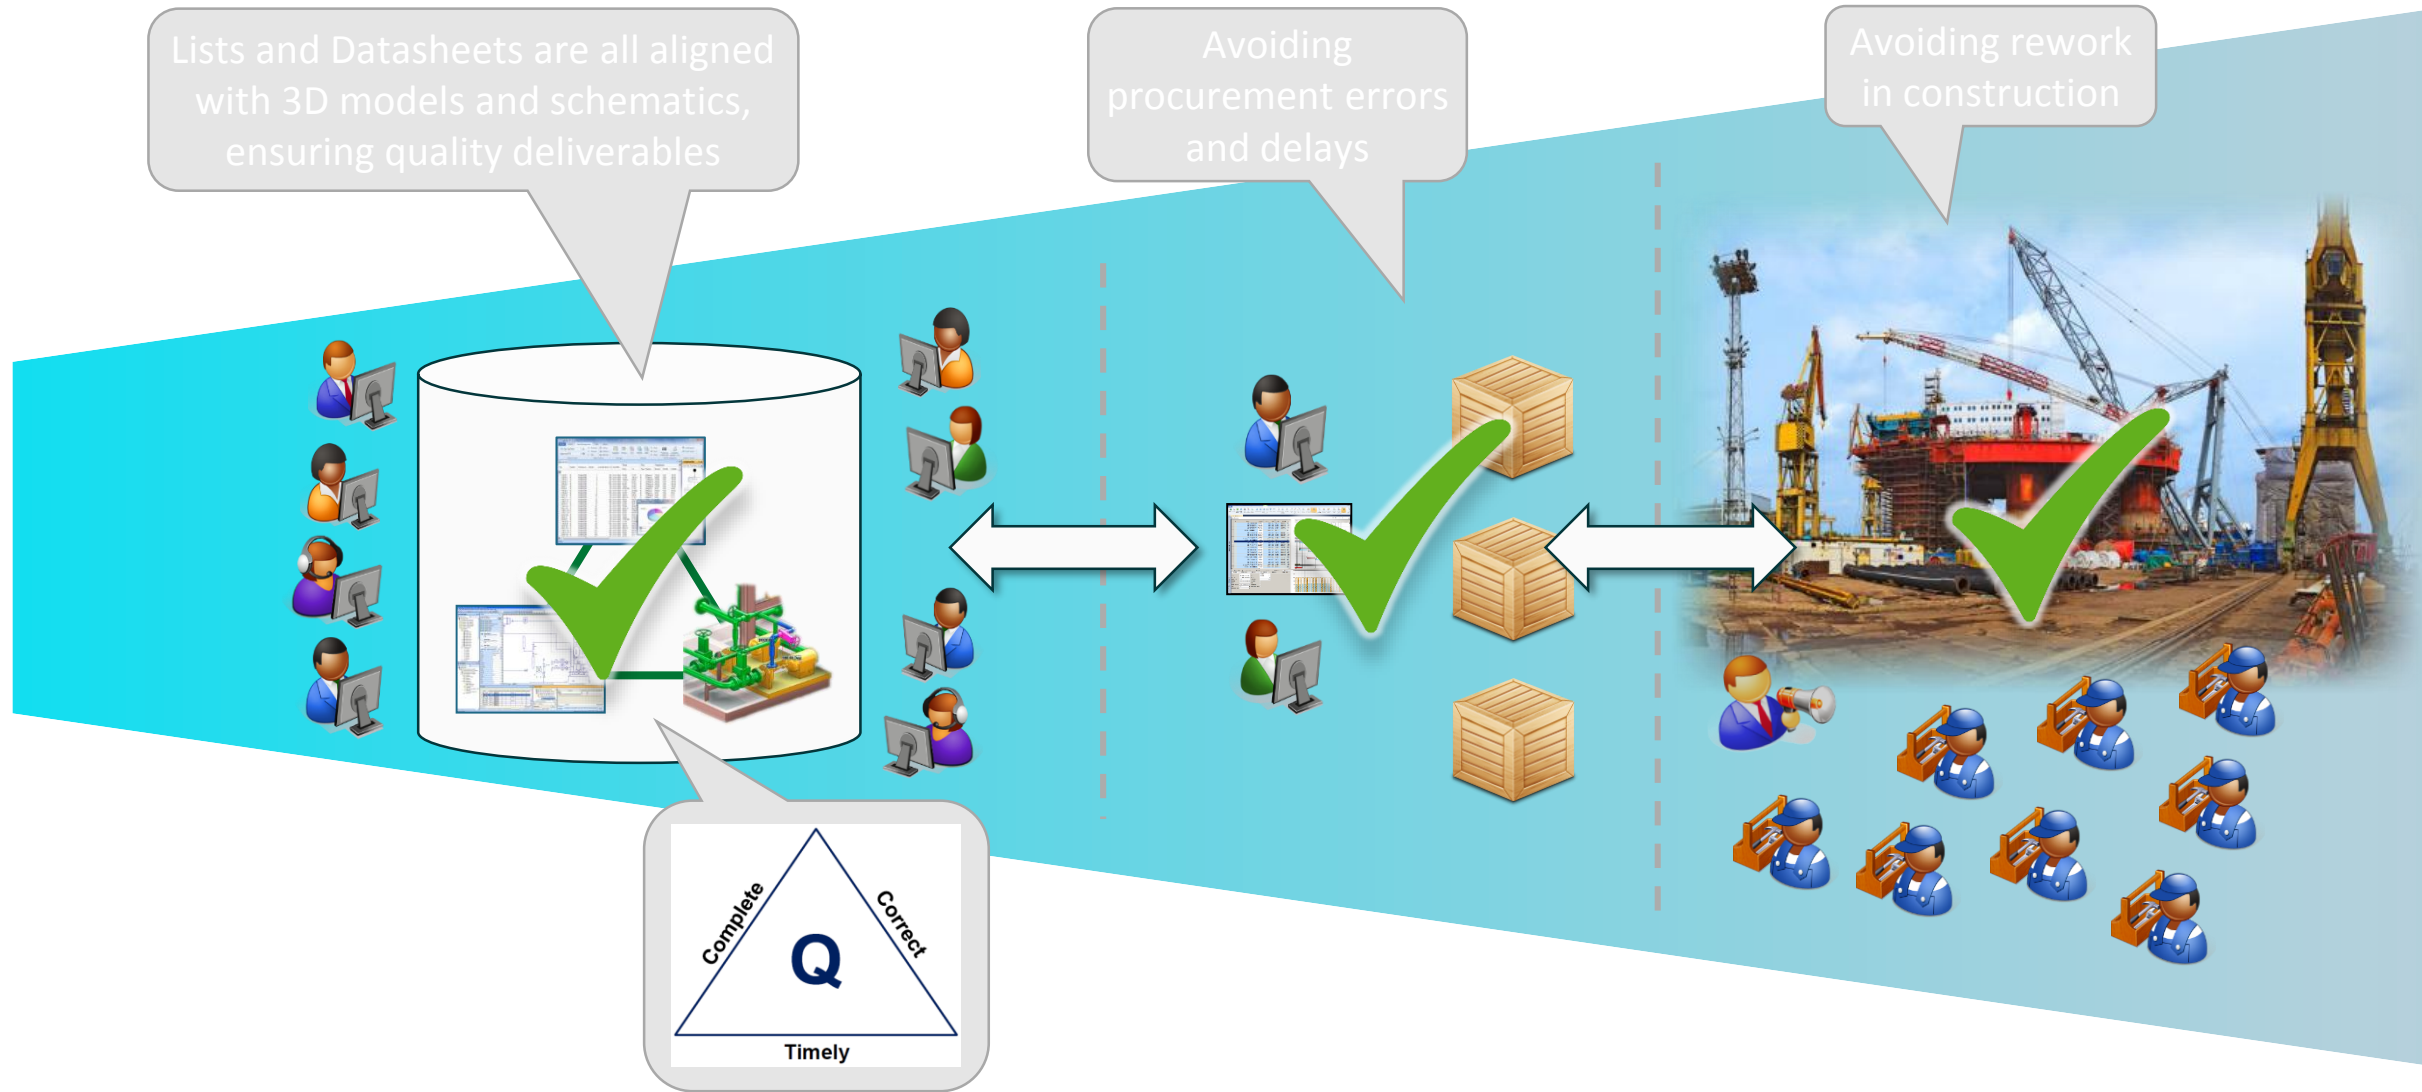 Lists and Datasheets are all aligned
with 3D models and schematics,
ensuring quality deliverables
Avoiding
procurement errors
and delays
Avoiding rework
in construction
Complete
Correct
Q
Timely